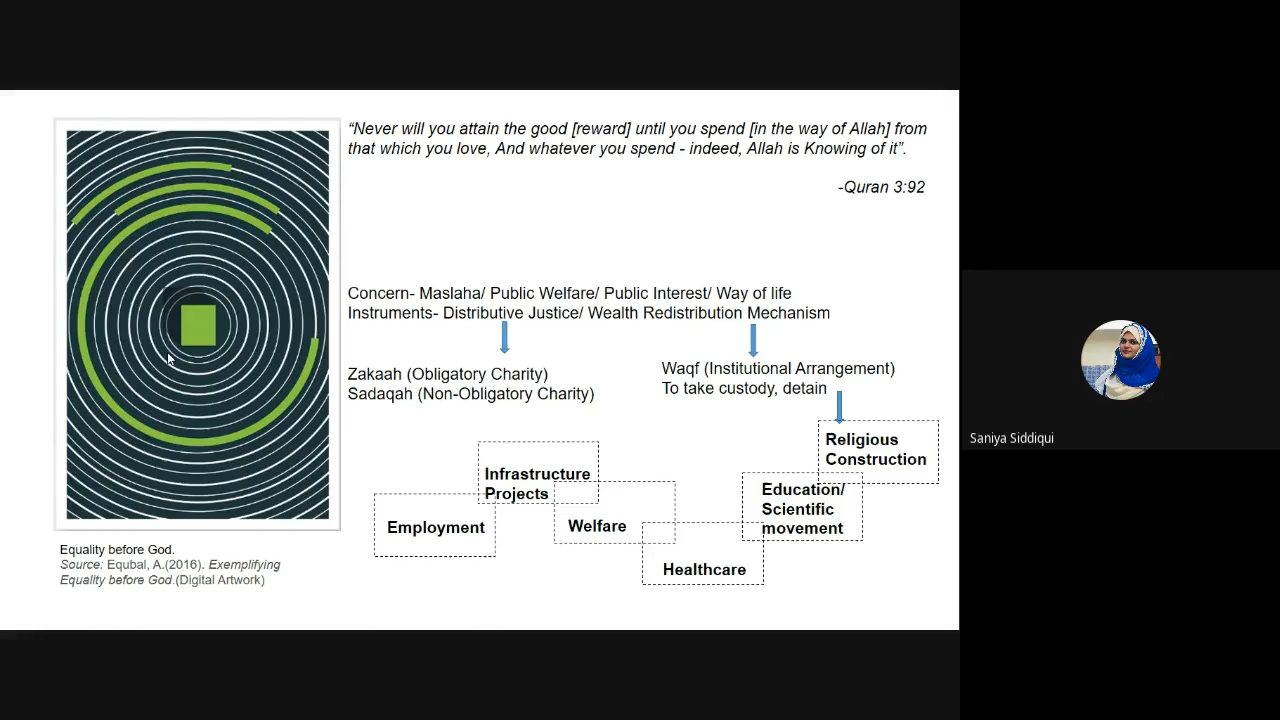 “Never will you attain the good [reward] until you spend [in the way of Allah] from
that which you love, And whatever you spend - indeed, Allah is Knowing of it”.
-Quran 3:92
Concern- Maslaha/ Public Welfare/ Public Interest/ Way of life
Instruments- Distributive Justice/ Wealth Redistribution Mechanism
Zakaah (Obligatory Charity)
Sadaqah (Non-Obligatory Charity)
Waqf (Institutional Arrangement)
To take custody, detain
Religious
Construction
Infrastructure
Projects
Education/
Scientific
movement
Employment
Welfare
Healthcare
Equality before God.
Source: Equbal, A.(2016). Exemplifying
Equality before God.(Digital Artwork)
Saniya Siddiqui